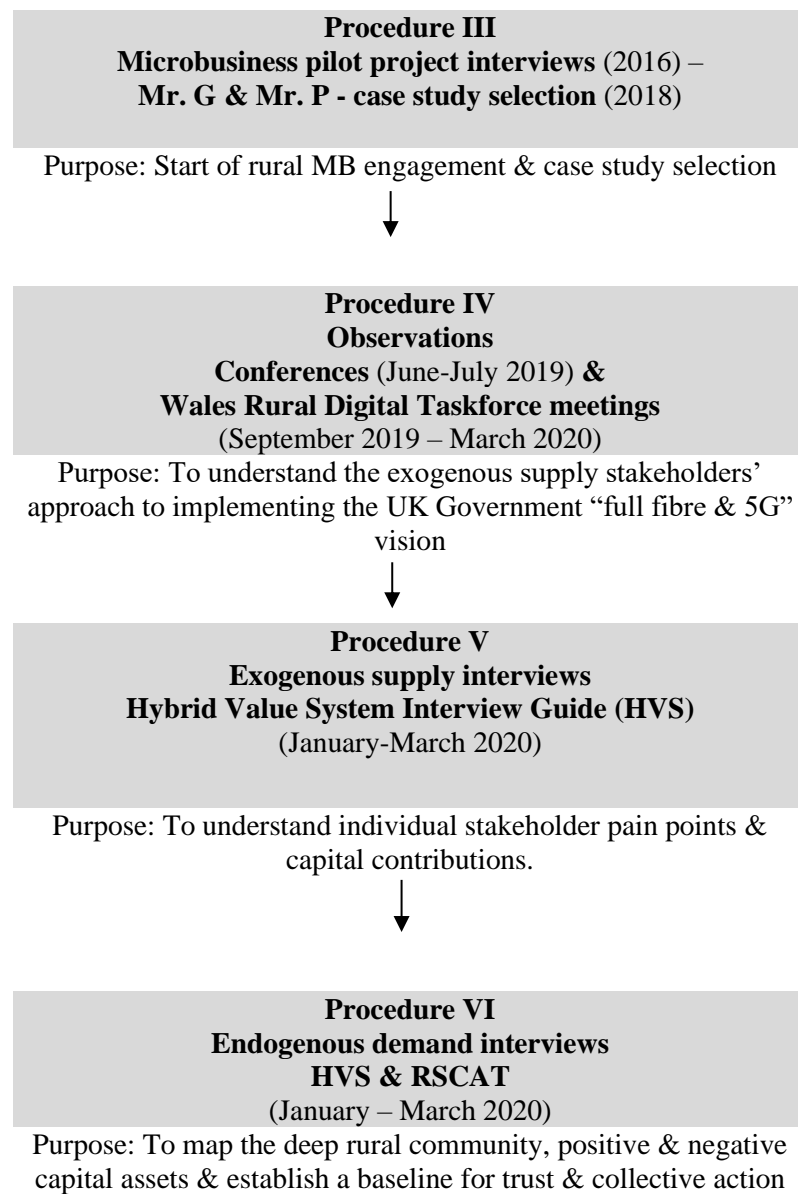 Procedure III
Microbusiness pilot project interviews (2016) –
Mr. G & Mr. P - case study selection (2018)
Purpose: Start of rural MB engagement & case study selection
Procedure IV
Observations
Conferences (June-July 2019) &
Wales Rural Digital Taskforce meetings
(September 2019 – March 2020)
Purpose: To understand the exogenous supply stakeholders’
approach to implementing the UK Government “full fibre & 5G”
vision
Procedure V
Exogenous supply interviews
Hybrid Value System Interview Guide (HVS)
(January-March 2020)
Purpose: To understand individual stakeholder pain points &
capital contributions.
Procedure VI
Endogenous demand interviews
HVS & RSCAT
(January – March 2020)
Purpose: To map the deep rural community, positive & negative
capital assets & establish a baseline for trust & collective action